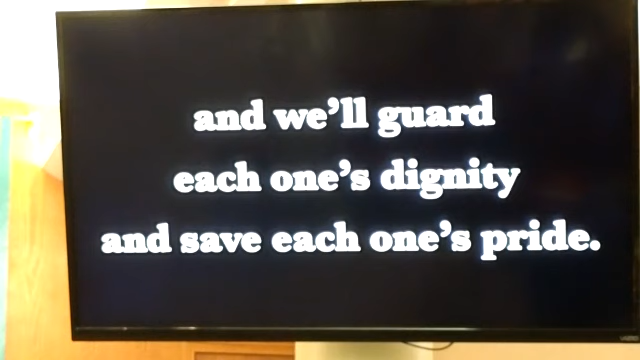 and we’ll guard
each one’s dignity
and save each one’s pride.